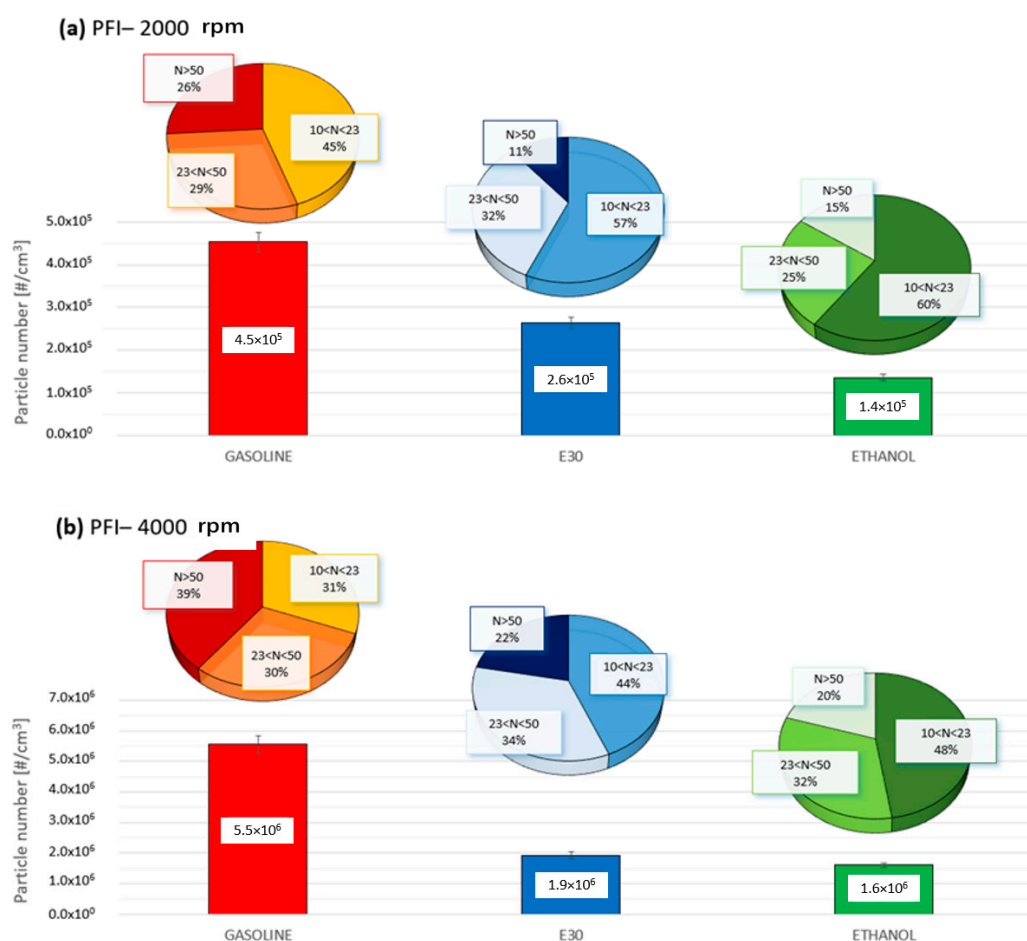 (a) PFI– 2000 rpm
N>50
26%
10<N<23
45%
23<N<50
29%
N>50
11%
23<N<50
32%
10<N<23
57%
N>50
15%
23<N<50
25%
10<N<23
60%
Particle number [#/cm³]
5.0x10⁵
4.0x10⁵
3.0x10⁵
2.0x10⁵
1.0x10⁵
0.0x10⁰
4.5×10⁵
2.6×10⁵
1.4×10⁵
GASOLINE
E30
ETHANOL
(b) PFI– 4000 rpm
N>50
39%
10<N<23
31%
23<N<50
30%
N>50
22%
10<N<23
44%
23<N<50
34%
N>50
20%
10<N<23
48%
23<N<50
32%
Particle number [#/cm³]
7.0x10⁶
6.0x10⁶
5.0x10⁶
4.0x10⁶
3.0x10⁶
2.0x10⁶
1.0x10⁶
0.0x10⁰
5.5×10⁶
1.9×10⁶
1.6×10⁶
GASOLINE
E30
ETHANOL